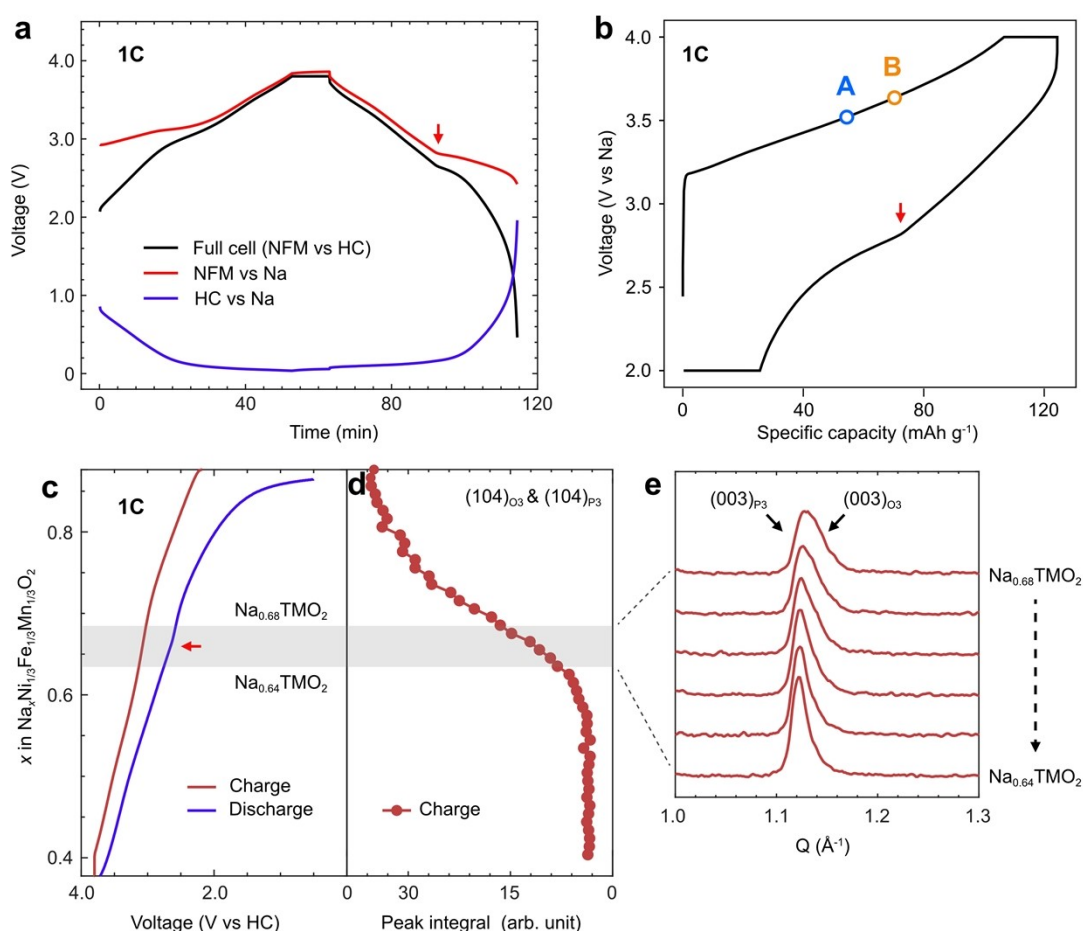 a
1C
4.0
3.0
2.0
1.0
0
Voltage (V)
Full cell (NFM vs HC)
NFM vs Na
HC vs Na
0
40
80
120
Time (min)
b
1C
A
B
4.0
3.5
3.0
2.5
2.0
Voltage (V vs Na)
0
40
80
120
Specific capacity (mAh g⁻¹)
c
1C
0.8
0.6
0.4
x in NaₓNi₁/₃Fe₁/₃Mn₁/₃O₂
Na₀.₆₈TMO₂
Na₀.₆₄TMO₂
Charge
Discharge
4.0
2.0
Voltage (V vs HC)
d
(104)O3 & (104)P3
Charge
0
30
15
0
Peak integral (arb. unit)
e
(003)P3
(003)O3
Na₀.₆₈TMO₂
Na₀.₆₄TMO₂
1.0
1.1
1.2
1.3
Q (Å⁻¹)